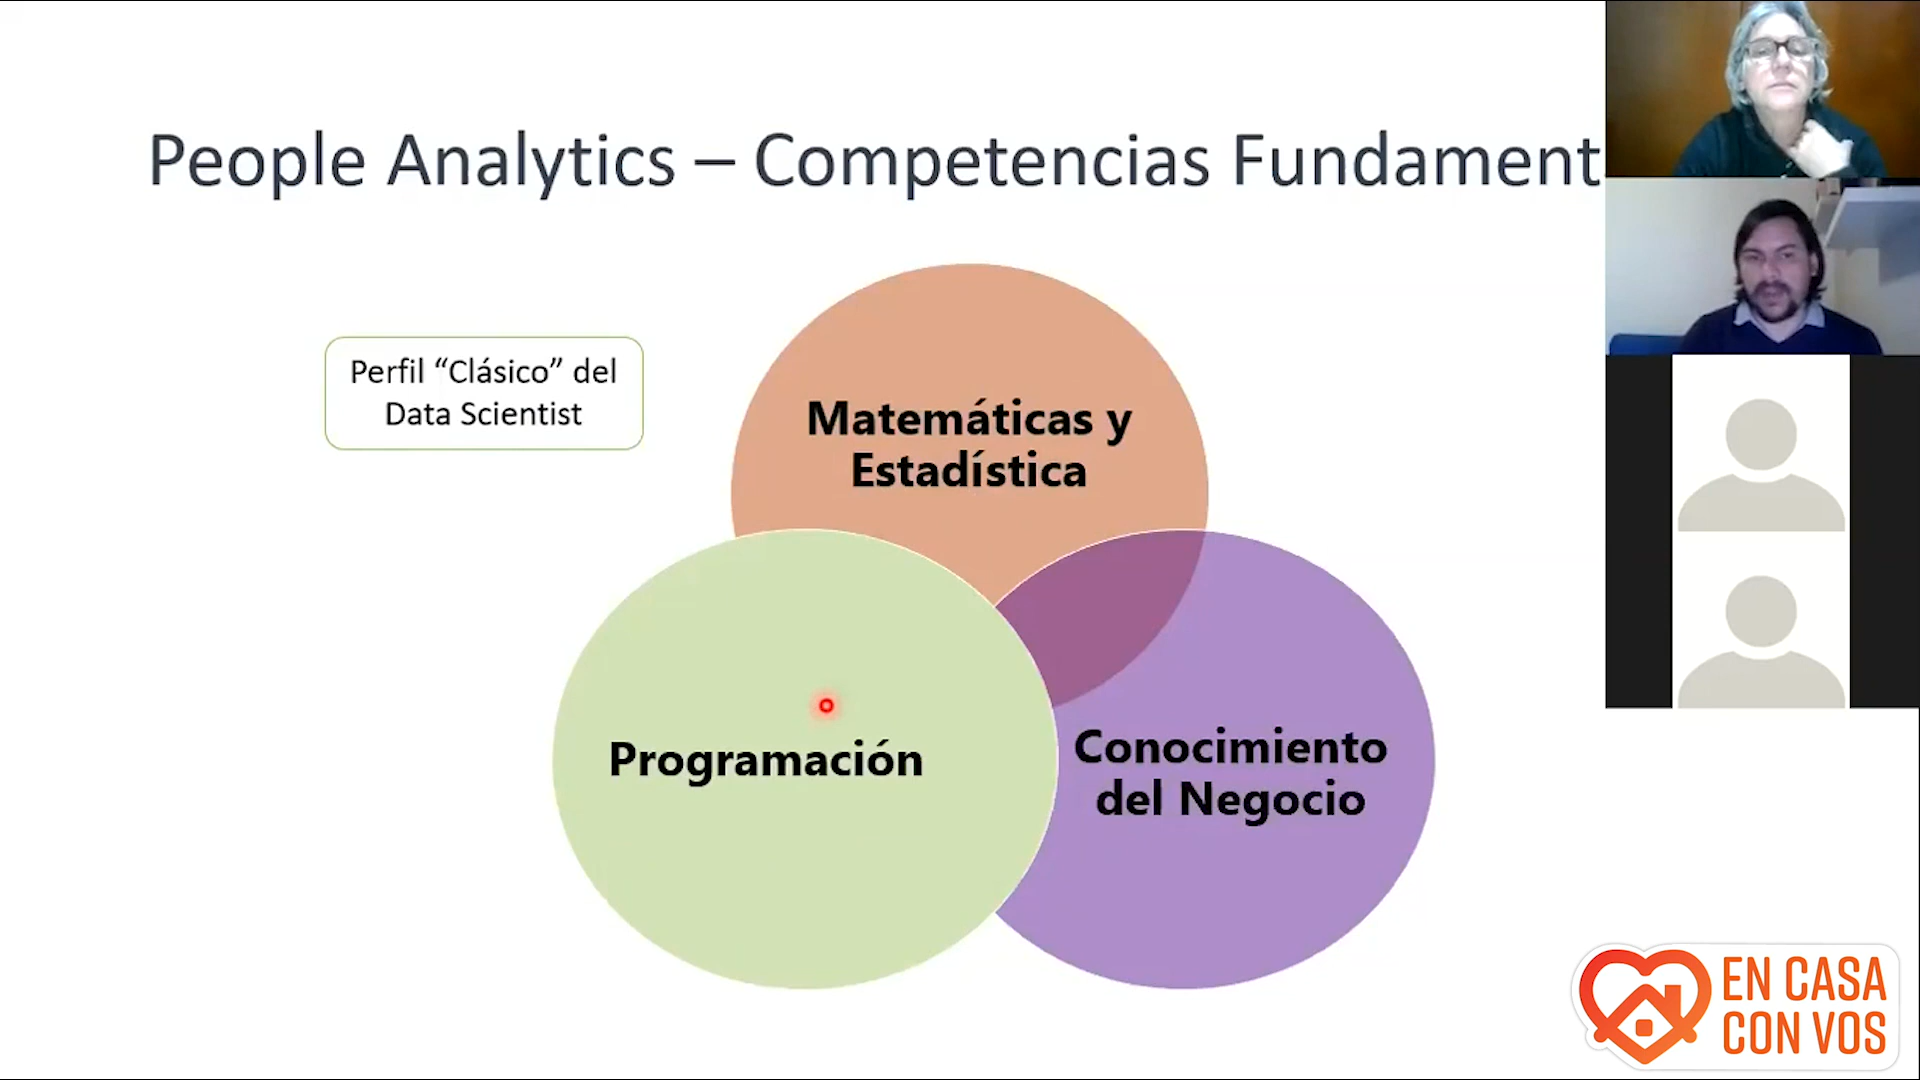 People Analytics – Competencias Fundament
Perfil “Clásico” del
Data Scientist
Matemáticas y
Estadística
Programación
Conocimiento
del Negocio
EN CASA
CON VOS